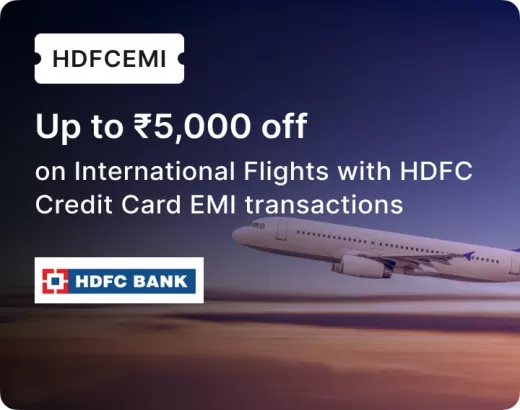 HDFCEMI
Up to ₹5,000 off
on International Flights with HDFC
Credit Card EMI transactions
HDFC BANK